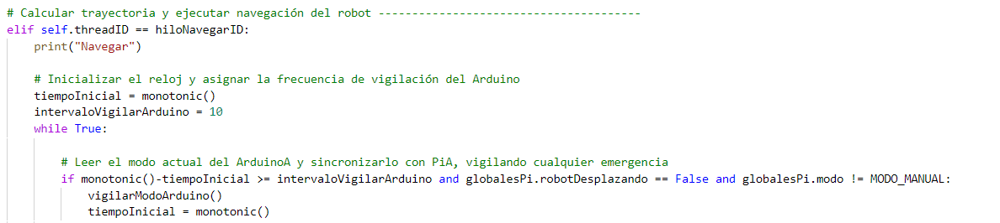 # Calcular trayectoria y ejecutar navegación del robot ---------------------------------------
elif self.threadID == hiloNavegarID:
print("Navegar")
# Inicializar el reloj y asignar la frecuencia de vigilación del Arduino
tiempoInicial = monotonic()
intervaloVigilarArduino = 10
while True:
# Leer el modo actual del ArduinoA y sincronizarlo con PiA, vigilando cualquier emergencia
if monotonic()-tiempoInicial >= intervaloVigilarArduino and globalesPi.robotDesplazando == False and globalesPi.modo != MODO_MANUAL:
vigilarModoArduino()
tiempoInicial = monotonic()